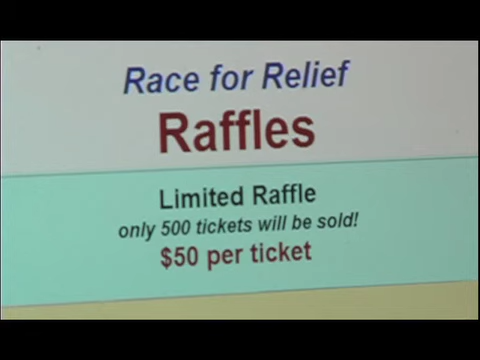 Race for Relief
Raffles
Limited Raffle
only 500 tickets will be sold!
$50 per ticket